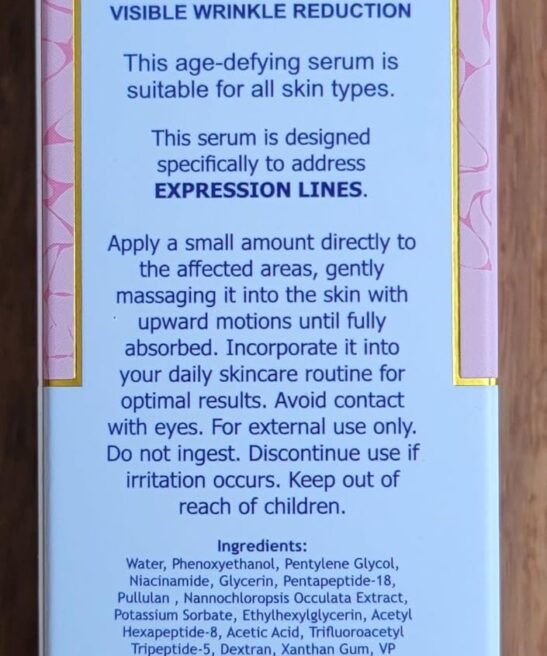 VISIBLE WRINKLE REDUCTION
This age-defying serum is
suitable for all skin types.
This serum is designed
specifically to address
EXPRESSION LINES.
Apply a small amount directly to
the affected areas, gently
massaging it into the skin with
upward motions until fully
absorbed. Incorporate it into
your daily skincare routine for
optimal results. Avoid contact
with eyes. For external use only.
Do not ingest. Discontinue use if
irritation occurs. Keep out of
reach of children.
Ingredients:
Water, Phenoxyethanol, Pentylene Glycol,
Niacinamide, Glycerin, Pentapeptide-18,
Pullulan , Nannochloropsis Occulata Extract,
Potassium Sorbate, Ethylhexylglycerin, Acetyl
Hexapeptide-8, Acetic Acid, Trifluoroacetyl
Tripeptide-5, Dextran, Xanthan Gum, VP